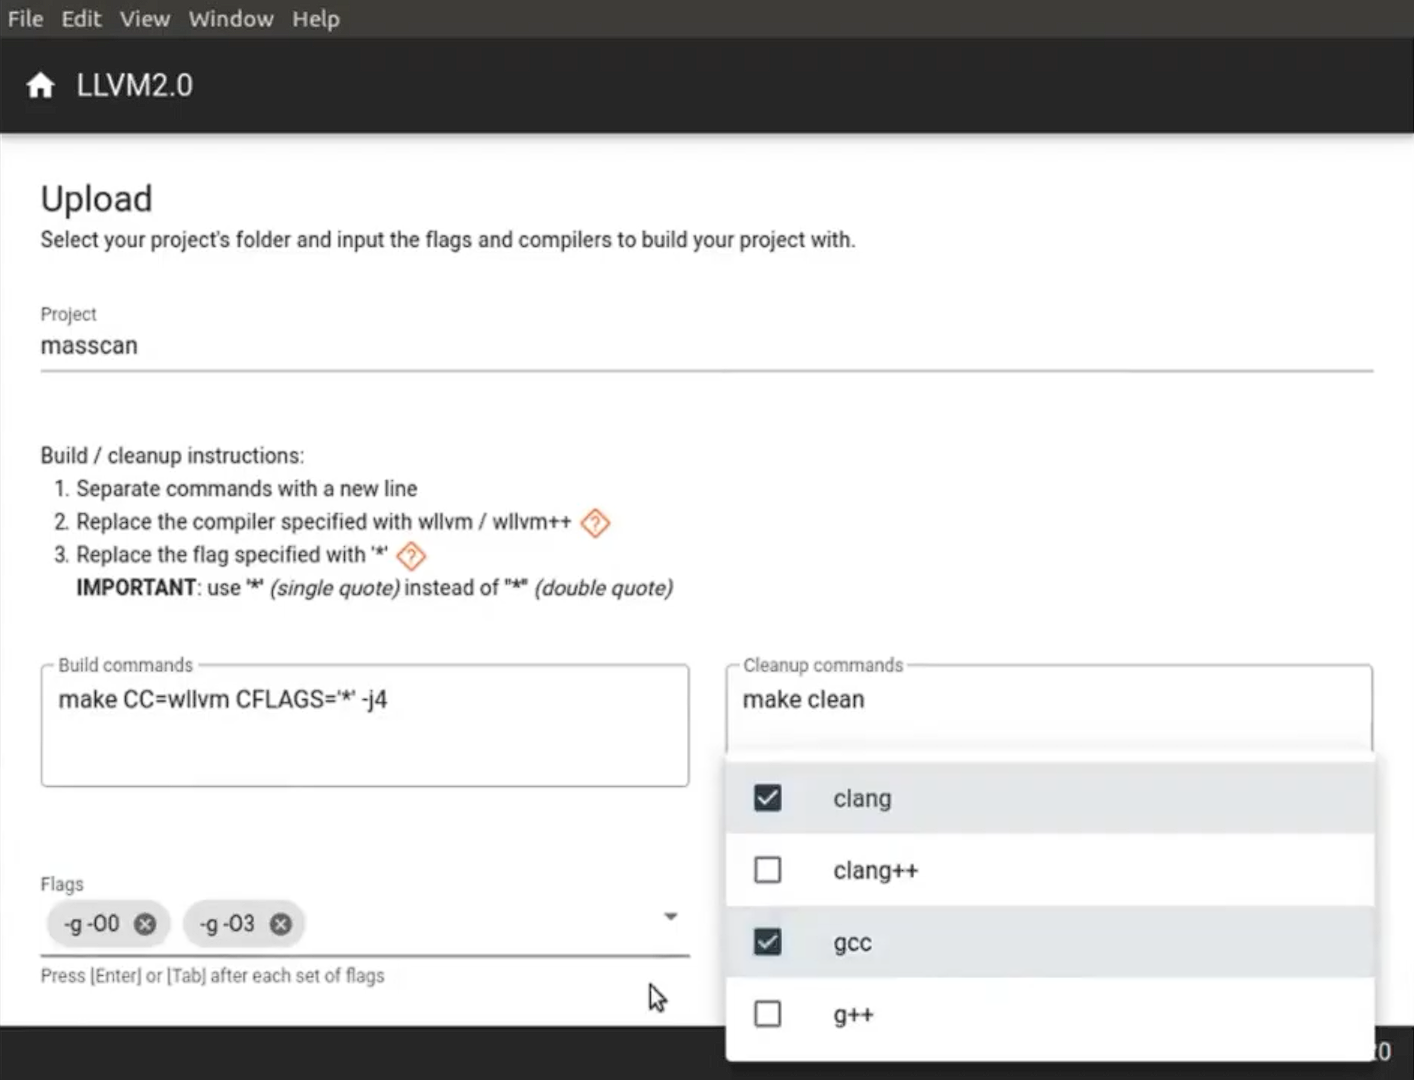 File Edit View Window Help
LLVM2.0
Upload
Select your project's folder and input the flags and compilers to build your project with.
Project
masscan
Build / cleanup instructions:
1. Separate commands with a new line
2. Replace the compiler specified with wllvm / wllvm++ ?
3. Replace the flag specified with '*' ?
IMPORTANT: use '*' (single quote) instead of "*" (double quote)
Build commands
make CC=wllvm CFLAGS='*' -j4
Cleanup commands
make clean
clang
clang++
gcc
g++
Flags
-g -O0
-g -O3
Press [Enter] or [Tab] after each set of flags